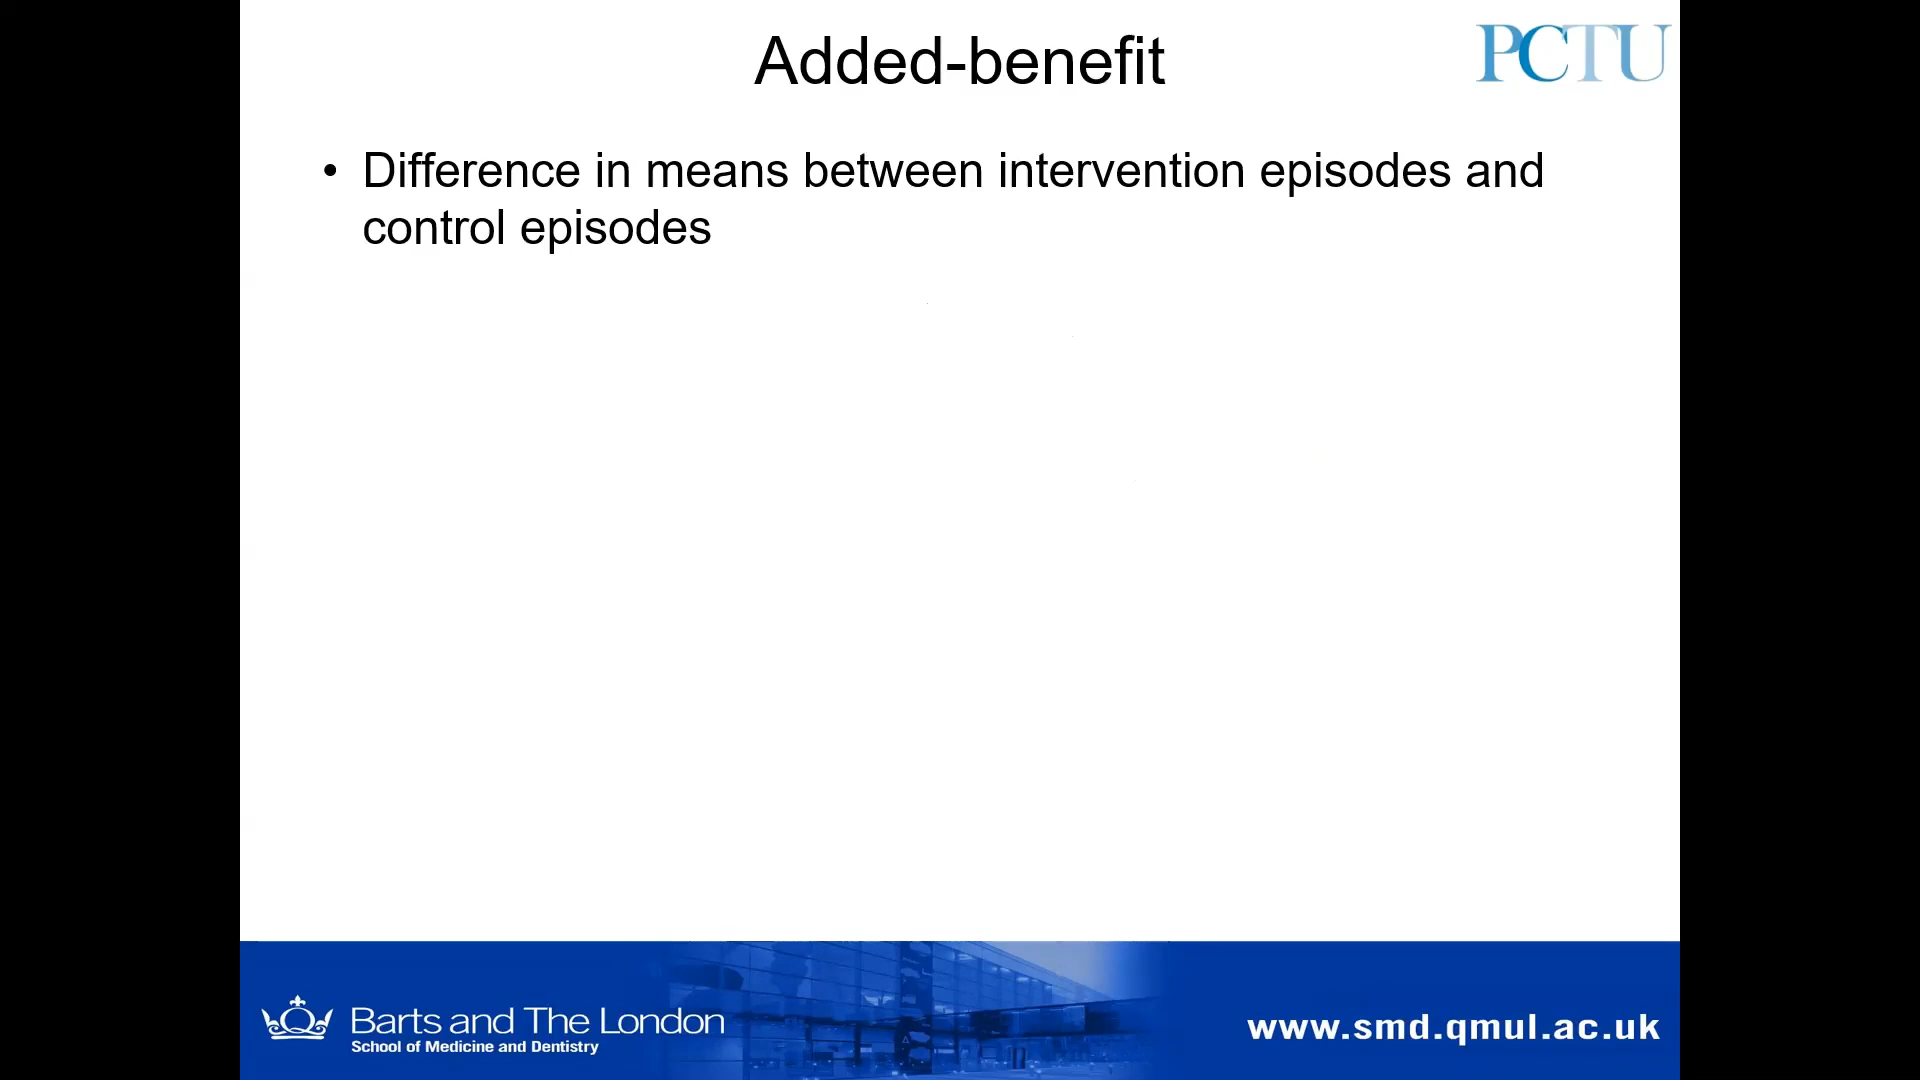 Added-benefit
PCTU
• Difference in means between intervention episodes and
control episodes
Barts and The London
School of Medicine and Dentistry
www.smd.qmul.ac.uk